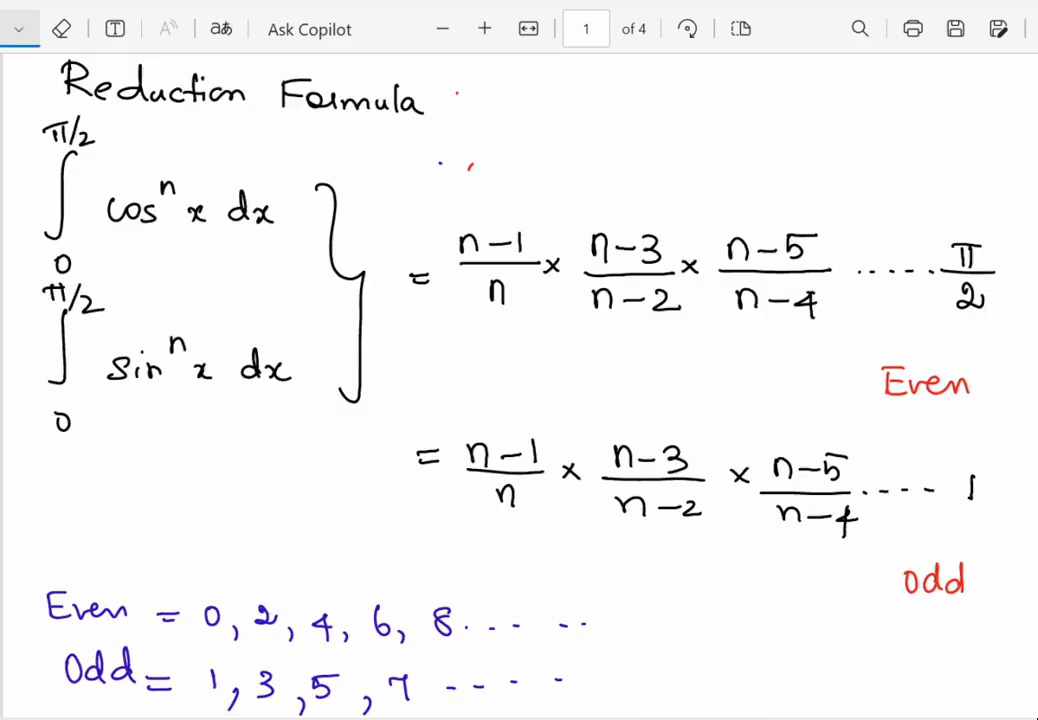 Ask Copilot 1 of 4
Reduction Formula
π/2
∫ cosⁿ x dx
0
= n-1/n × n-3/n-2 × n-5/n-4 ..... π/2
π/2
∫ sinⁿ x dx
0
Even
= n-1/n × n-3/n-2 × n-5/n-4 .... 1
odd
Even = 0, 2, 4, 6, 8.... ..
Odd = 1, 3, 5, 7 ....